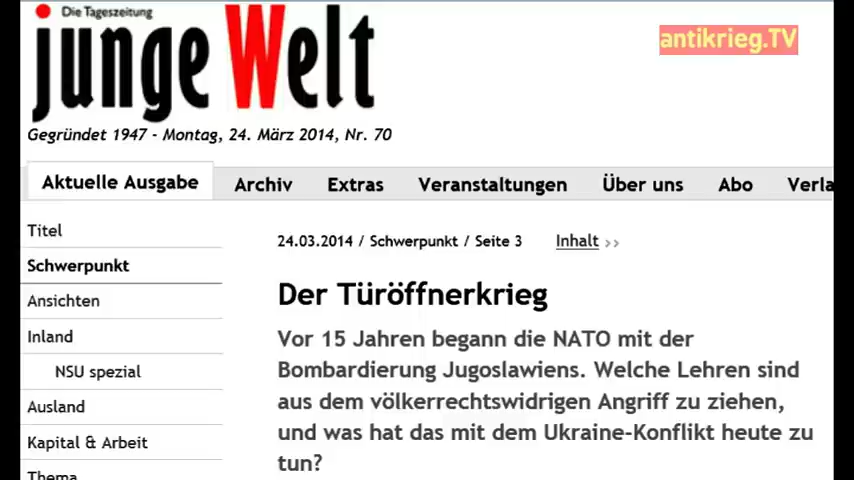 Die Tageszeitung
junge Welt
antikrieg.TV
Gegründet 1947 - Montag, 24. März 2014, Nr. 70
Aktuelle Ausgabe Archiv Extras Veranstaltungen Über uns Abo Verla
Titel
Schwerpunkt
Ansichten
Inland
NSU spezial
Ausland
Kapital & Arbeit
Thema
24.03.2014 / Schwerpunkt / Seite 3 Inhalt >>
Der Türöffnerkrieg
Vor 15 Jahren begann die NATO mit der
Bombardierung Jugoslawiens. Welche Lehren sind
aus dem völkerrechtswidrigen Angriff zu ziehen,
und was hat das mit dem Ukraine-Konflikt heute zu
tun?